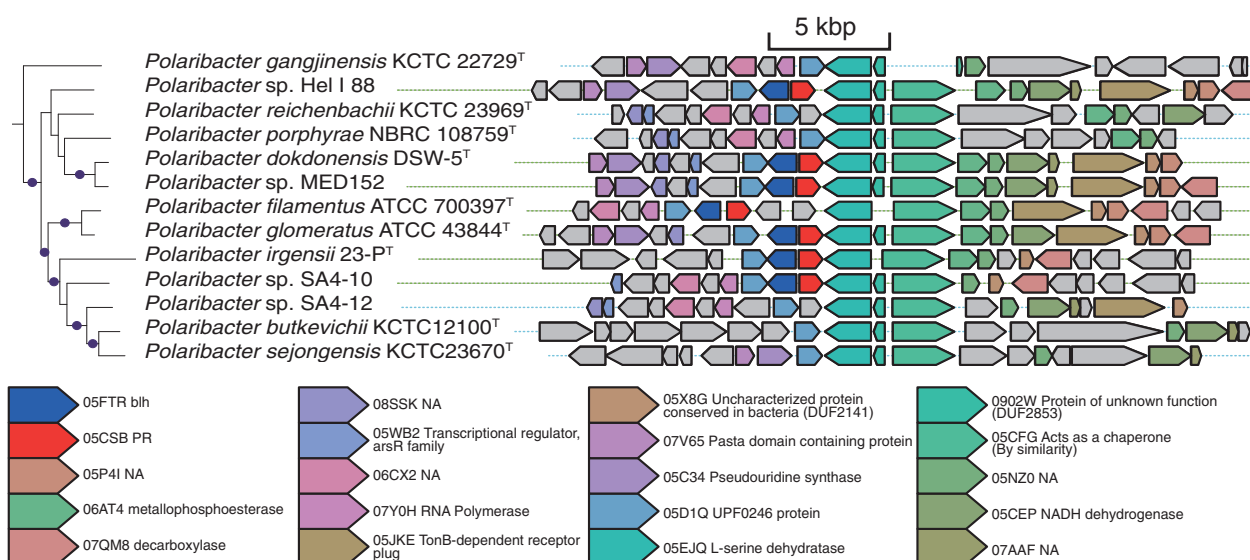 5 kbp
Polaribacter gangjinensis KCTC 22729T
Polaribacter sp. Hel I 88
Polaribacter reichenbachii KCTC 23969T
Polaribacter porphyrae NBRC 108759T
Polaribacter dokdonensis DSW-5T
Polaribacter sp. MED152
Polaribacter filamentus ATCC 700397T
Polaribacter glomeratus ATCC 43844T
Polaribacter irgensii 23-PT
Polaribacter sp. SA4-10
Polaribacter sp. SA4-12
Polaribacter butkevichii KCTC12100T
Polaribacter sejongensis KCTC23670T
05FTR blh
05CSB PR
05P4I NA
06AT4 metallophosphoesterase
07QM8 decarboxylase
08SSK NA
05WB2 Transcriptional regulator,
arsR family
06CX2 NA
07Y0H RNA Polymerase
05JKE TonB-dependent receptor
plug
05X8G Uncharacterized protein
conserved in bacteria (DUF2141)
07V65 Pasta domain containing protein
05C34 Pseudouridine synthase
05D1Q UPF0246 protein
05EJQ L-serine dehydratase
0902W Protein of unknown function
(DUF2853)
05CFG Acts as a chaperone
(By similarity)
05NZ0 NA
05CEP NADH dehydrogenase
07AAF NA